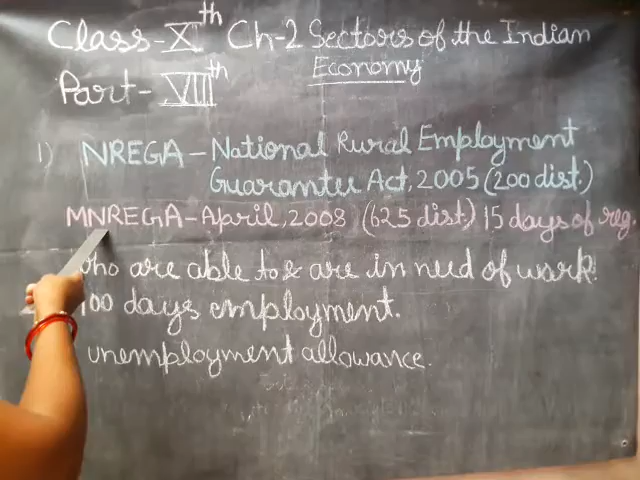 Class-Xth Ch-2 Sectors of the Indian Economy
Part-VIIIth
1) NREGA - National Rural Employment
Guarantee Act, 2005 (200 dist.)
MNREGA - April, 2008 (625 dist.) 15 days of reg.
who are able to & are in need of work.
100 days employment.
unemployment allowance.